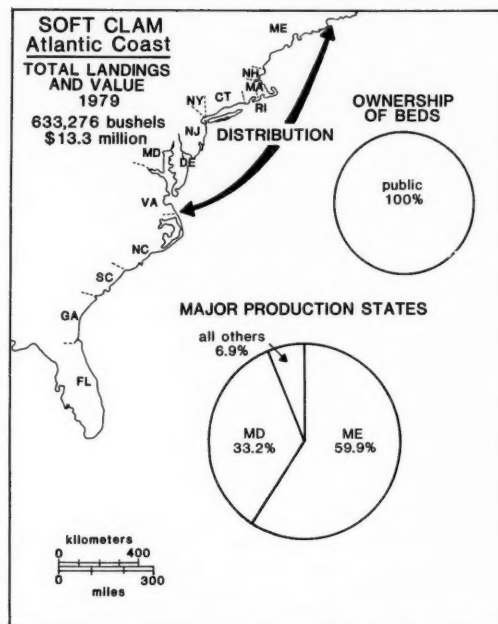 SOFT CLAM
Atlantic Coast
TOTAL LANDINGS
AND VALUE
1979
633,276 bushels
$13.3 million
ME
NH
MA
RI
CT
NY
NJ
DE
MD
VA
NC
SC
GA
FL
DISTRIBUTION
OWNERSHIP
OF BEDS
public
100%
MAJOR PRODUCTION STATES
all others
6.9%
MD
33.2%
ME
59.9%
kilometers
0 400
0 300
miles